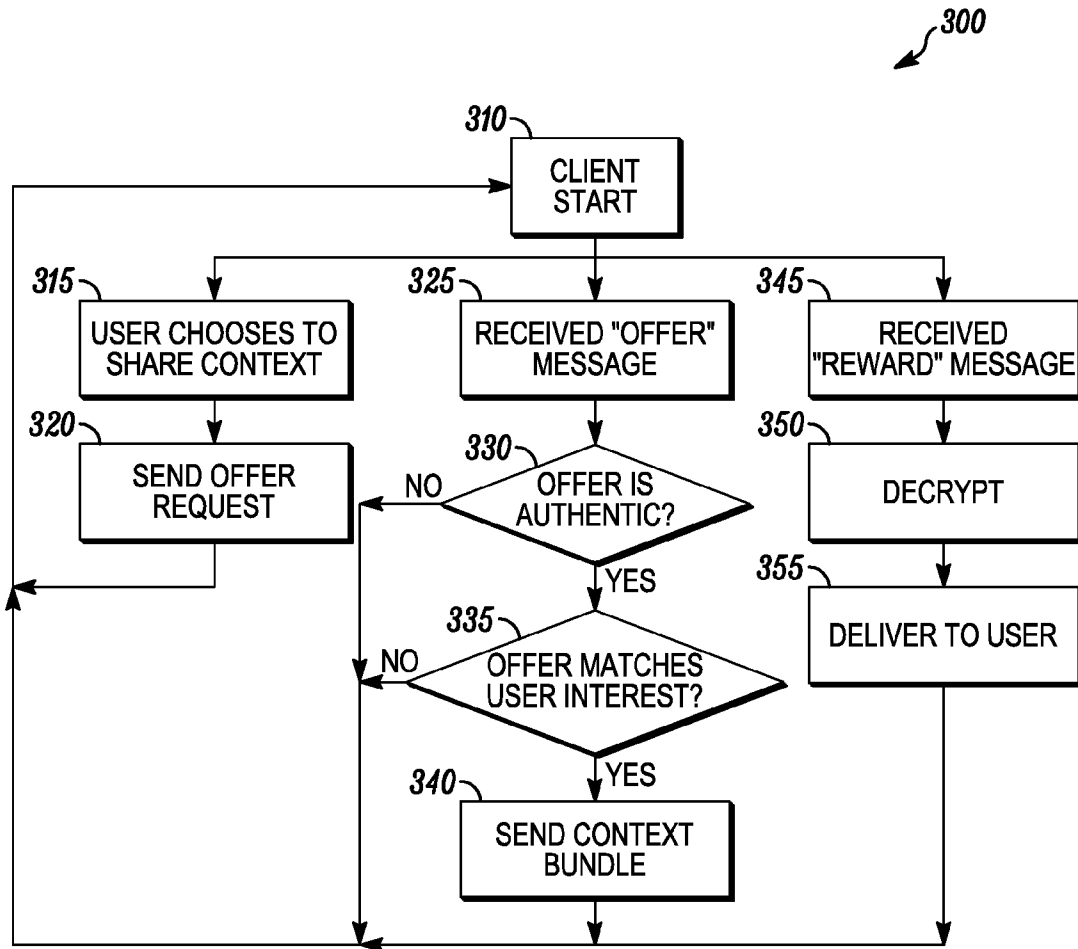 300
310
CLIENT
START
315
USER CHOOSES TO
SHARE CONTEXT
325
RECEIVED "OFFER"
MESSAGE
345
RECEIVED
"REWARD" MESSAGE
320
SEND OFFER
REQUEST
330
OFFER IS
AUTHENTIC?
NO
YES
350
DECRYPT
335
OFFER MATCHES
USER INTEREST?
NO
YES
355
DELIVER TO USER
340
SEND CONTEXT
BUNDLE